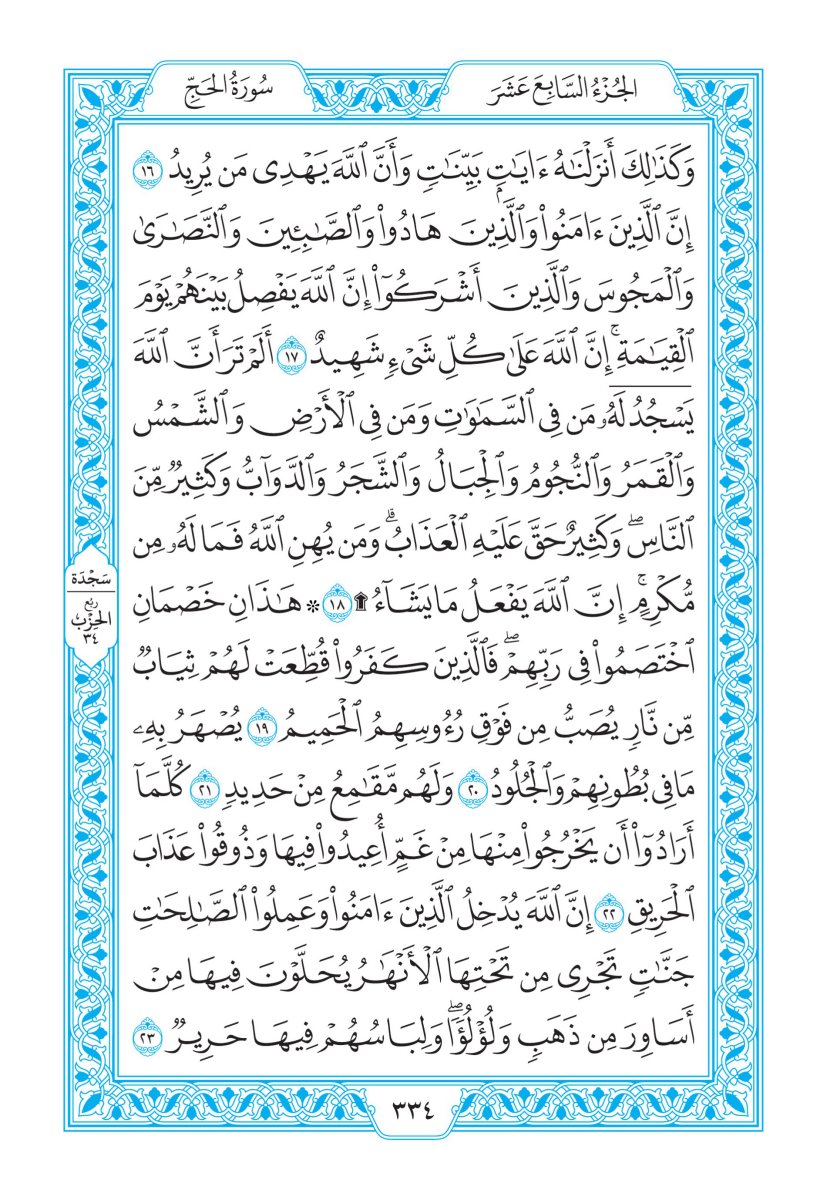 الجُزْءُ السَّابِعَ عَشَرَ
سُورَةُ الحَجِّ
وَكَذَٰلِكَ أَنزَلْنَٰهُ ءَايَٰتِۭ بَيِّنَٰتٖ وَأَنَّ ٱللَّهَ يَهْدِي مَن يُرِيدُ ١٦
إِنَّ ٱلَّذِينَ ءَامَنُواْ وَٱلَّذِينَ هَادُواْ وَٱلصَّٰبِـِٔينَ وَٱلنَّصَٰرَىٰ
وَٱلْمَجُوسَ وَٱلَّذِينَ أَشْرَكُوٓاْ إِنَّ ٱللَّهَ يَفْصِلُ بَيْنَهُمْ يَوْمَ
ٱلْقِيَٰمَةِۚ إِنَّ ٱللَّهَ عَلَىٰ كُلِّ شَيْءٖ شَهِيدٌ ١٧ أَلَمْ تَرَ أَنَّ ٱللَّهَ
يَسْجُدُ لَهُۥ مَن فِي ٱلسَّمَٰوَٰتِ وَمَن فِي ٱلْأَرْضِ وَٱلشَّمْسُ
وَٱلْقَمَرُ وَٱلنُّجُومُ وَٱلْجِبَالُ وَٱلشَّجَرُ وَٱلدَّوَآبُّ وَكَثِيرٞ مِّنَ
ٱلنَّاسِۖ وَكَثِيرٌ حَقَّ عَلَيْهِ ٱلْعَذَابُۗ وَمَن يُهِنِ ٱللَّهُ فَمَا لَهُۥ مِن
مُّكْرِمٍۚ إِنَّ ٱللَّهَ يَفْعَلُ مَا يَشَآءُ ۩ ١٨ ۞ هَٰذَانِ خَصْمَانِ
ٱخْتَصَمُواْ فِي رَبِّهِمْۖ فَٱلَّذِينَ كَفَرُواْ قُطِّعَتْ لَهُمْ ثِيَابٞ
مِّن نَّارٖ يُصَبُّ مِن فَوْقِ رُءُوسِهِمُ ٱلْحَمِيمُ ١٩ يُصْهَرُ بِهِۦ
مَا فِي بُطُونِهِمْ وَٱلْجُلُودُ ٢٠ وَلَهُم مَّقَٰمِعُ مِنْ حَدِيدٖ ٢١ كُلَّمَآ
أَرَادُوٓاْ أَن يَخْرُجُواْ مِنْهَا مِنْ غَمٍّ أُعِيدُواْ فِيهَا وَذُوقُواْ عَذَابَ
ٱلْحَرِيقِ ٢٢ إِنَّ ٱللَّهَ يُدْخِلُ ٱلَّذِينَ ءَامَنُواْ وَعَمِلُواْ ٱلصَّٰلِحَٰتِ
جَنَّٰتٖ تَجْرِي مِن تَحْتِهَا ٱلْأَنْهَٰرُ يُحَلَّوْنَ فِيهَا مِنْ
أَسَاوِرَ مِن ذَهَبٖ وَلُؤْلُؤٗاۖ وَلِبَاسُهُمْ فِيهَا حَرِيرٞ ٢٣
سَجْدَة
رُبْع
الحِزْب
٣٤
٣٣٤